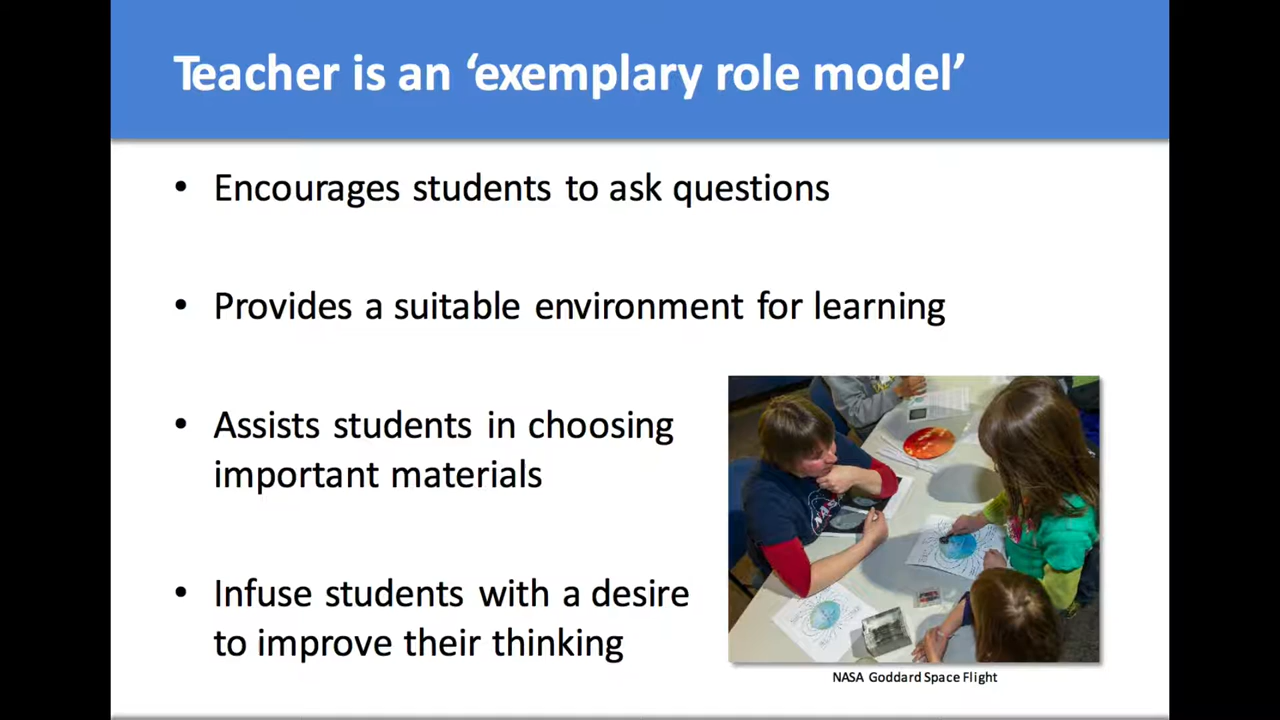 Teacher is an ‘exemplary role model’
• Encourages students to ask questions
• Provides a suitable environment for learning
• Assists students in choosing
important materials
• Infuse students with a desire
to improve their thinking
NASA Goddard Space Flight